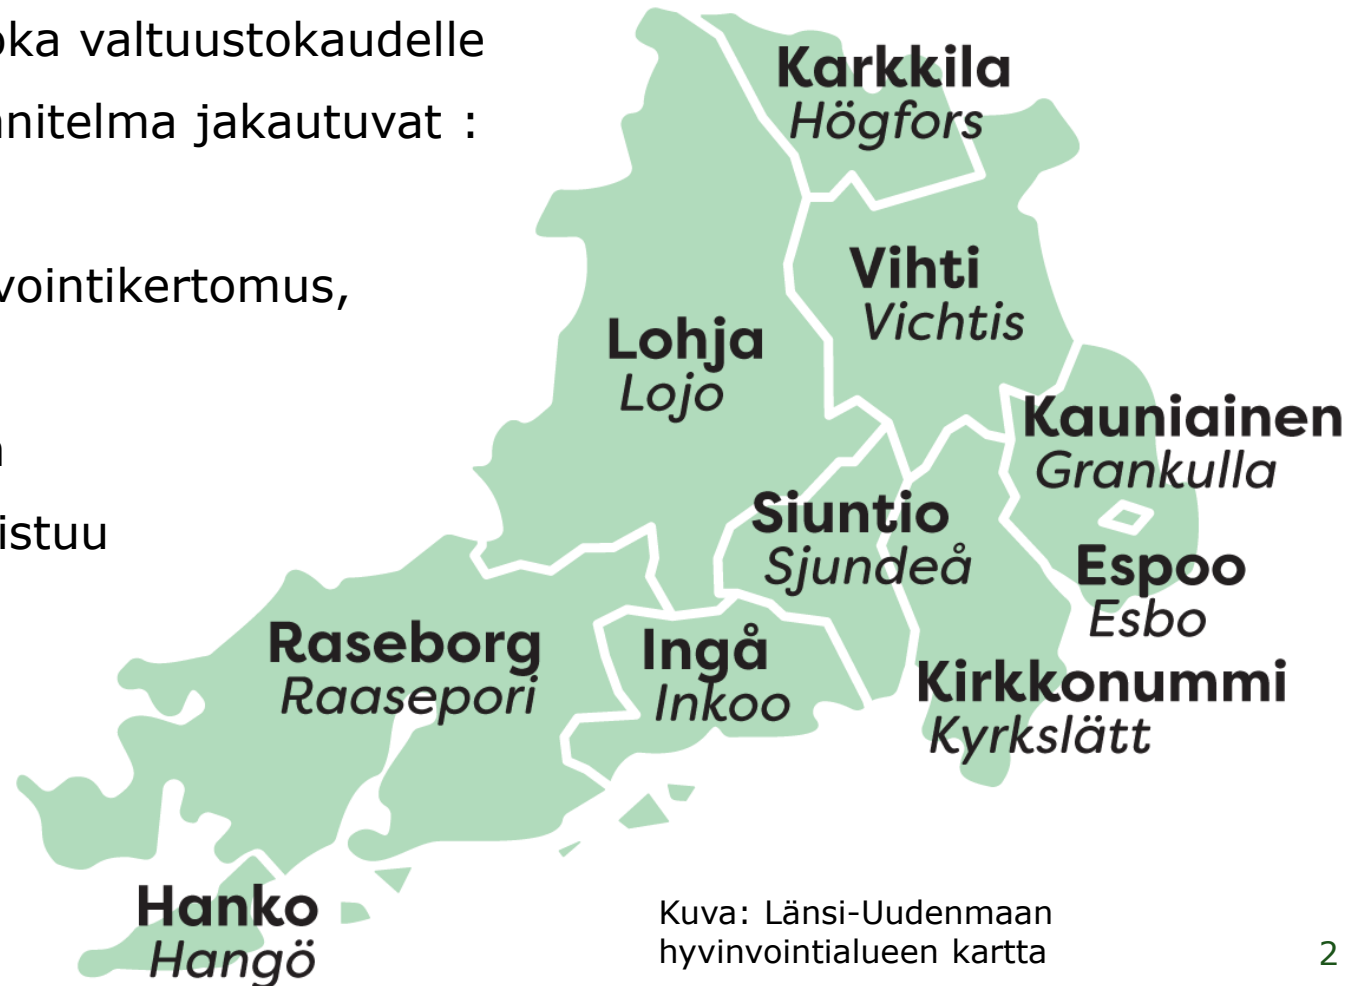 oka valtuustokaudelle
nitelma jakautuvat :
vointikertomus,
istuu
Karkkila
Högfors
Vihti
Vichtis
Lohja
Lojo
Kauniainen
Grankulla
Siuntio
Sjundeå
Espoo
Esbo
Raseborg
Raasepori
Ingå
Inkoo
Kirkkonummi
Kyrkslätt
Hanko
Hangö
Kuva: Länsi-Uudenmaan
hyvinvointialueen kartta
2